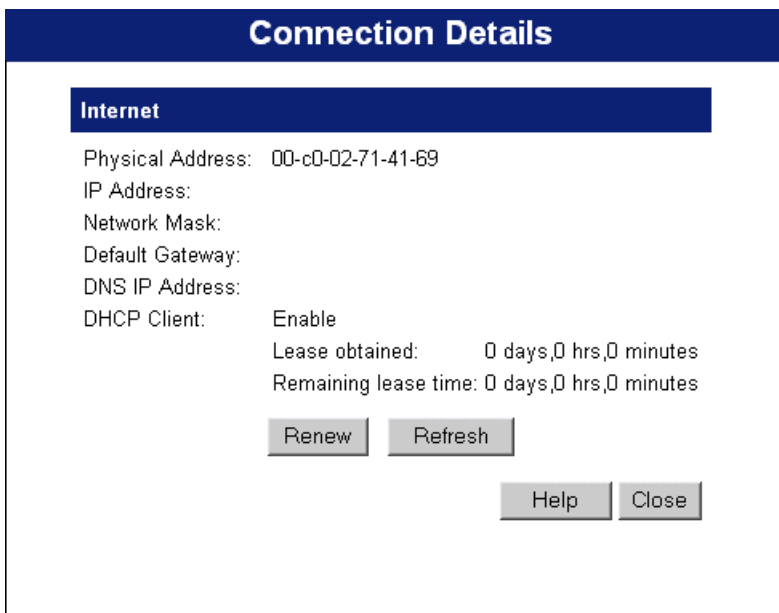 Connection Details
Internet
Physical Address: 00-c0-02-71-41-69
IP Address:
Network Mask:
Default Gateway:
DNS IP Address:
DHCP Client: Enable
Lease obtained: 0 days,0 hrs,0 minutes
Remaining lease time: 0 days,0 hrs,0 minutes
Renew Refresh
Help Close